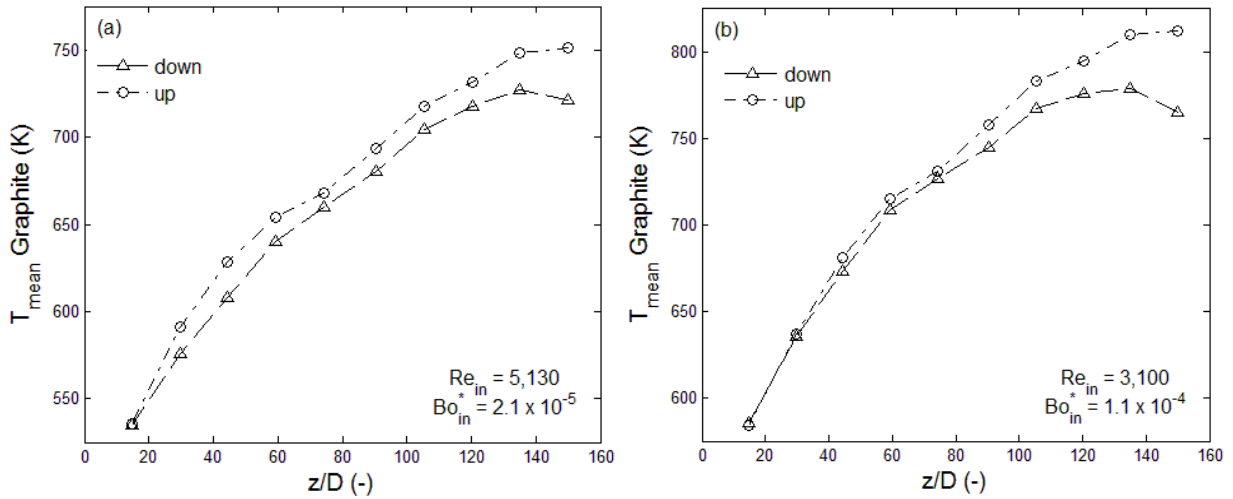 (a)
down
up
T_mean Graphite (K)
750
700
650
600
550
0 20 40 60 80 100 120 140 160
z/D (-)
Re_in = 5,130
Bo*_in = 2.1 x 10^-5
(b)
down
up
T_mean Graphite (K)
800
750
700
650
600
0 20 40 60 80 100 120 140 160
z/D (-)
Re_in = 3,100
Bo*_in = 1.1 x 10^-4